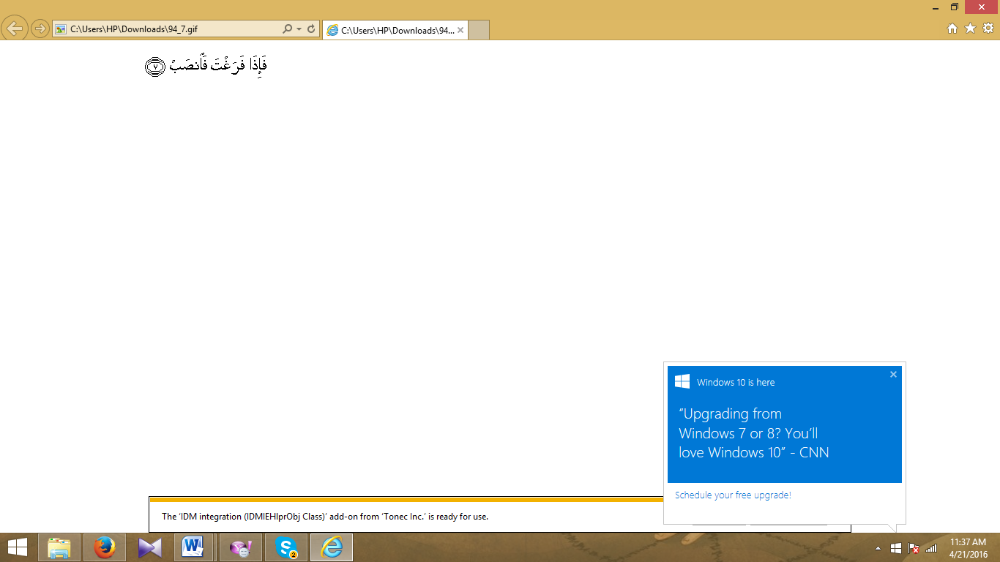 C:\Users\HP\Downloads\94_7.gif
C:\Users\HP\Downloads\94...
فَإِذَا فَرَغْتَ فَٱنصَبْ ٧
Windows 10 is here
“Upgrading from
Windows 7 or 8? You’ll
love Windows 10” - CNN
Schedule your free upgrade!
The ‘IDM integration (IDMIEHlprObj Class)’ add-on from ‘Tonec Inc.’ is ready for use.
2
11:37 AM
4/21/2016